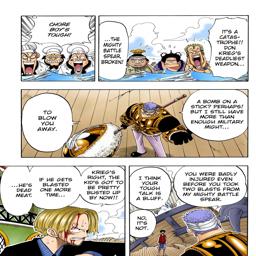 IT'S A
CATAS-
TROPHE!!
DON
KRIEG'S
DEADLIEST
WEAPON...
...THE
MIGHTY
BATTLE
SPEAR,
BROKEN!
CHORE
BOY'S
TOUGH!
A BOMB ON A
STICK? PERHAPS!
BUT I STILL HAVE
MORE THAN
ENOUGH MILITARY
MIGHT...
TO
BLOW
YOU
AWAY.
YOU WERE BADLY
INJURED EVEN
BEFORE YOU TOOK
TWO BLASTS FROM
MY MIGHTY BATTLE
SPEAR.
I THINK
YOUR
TOUGH
TALK IS
A BLUFF.
NO,
IT'S
NOT.
KRIEG'S
RIGHT, THE
KID'S GOT TO
BE PRETTY
BUSTED UP
BY NOW!!
IF HE
GETS
BLASTED
ONE MORE
TIME...
...HE'S
DEAD
MEAT.